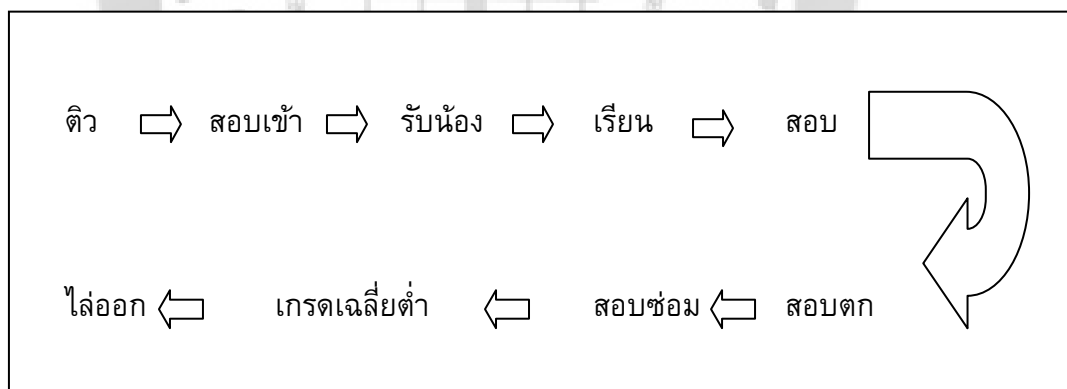 ติว สอบเข้า รับน้อง เรียน สอบ
ไล่ออก เกรดเฉลี่ยต่ำ สอบซ่อม สอบตก